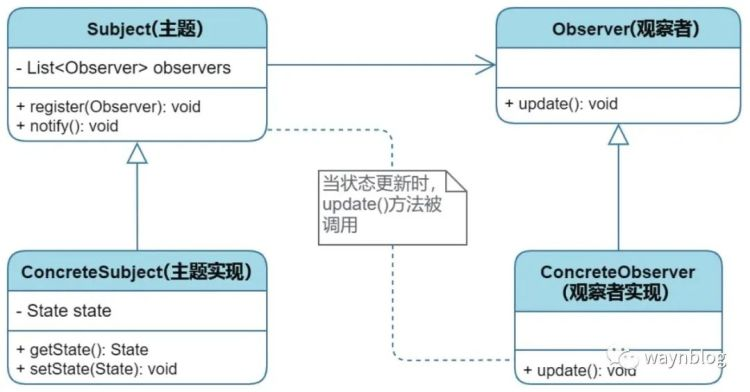 Subject(主题)
- List<Observer> observers
+ register(Observer): void
+ notify(): void
Observer(观察者)
+ update(): void
当状态更新时，
update()方法被
调用
ConcreteSubject(主题实现)
- State state
+ getState(): State
+ setState(State): void
ConcreteObserver
(观察者实现)
+ update(): void
waynblog